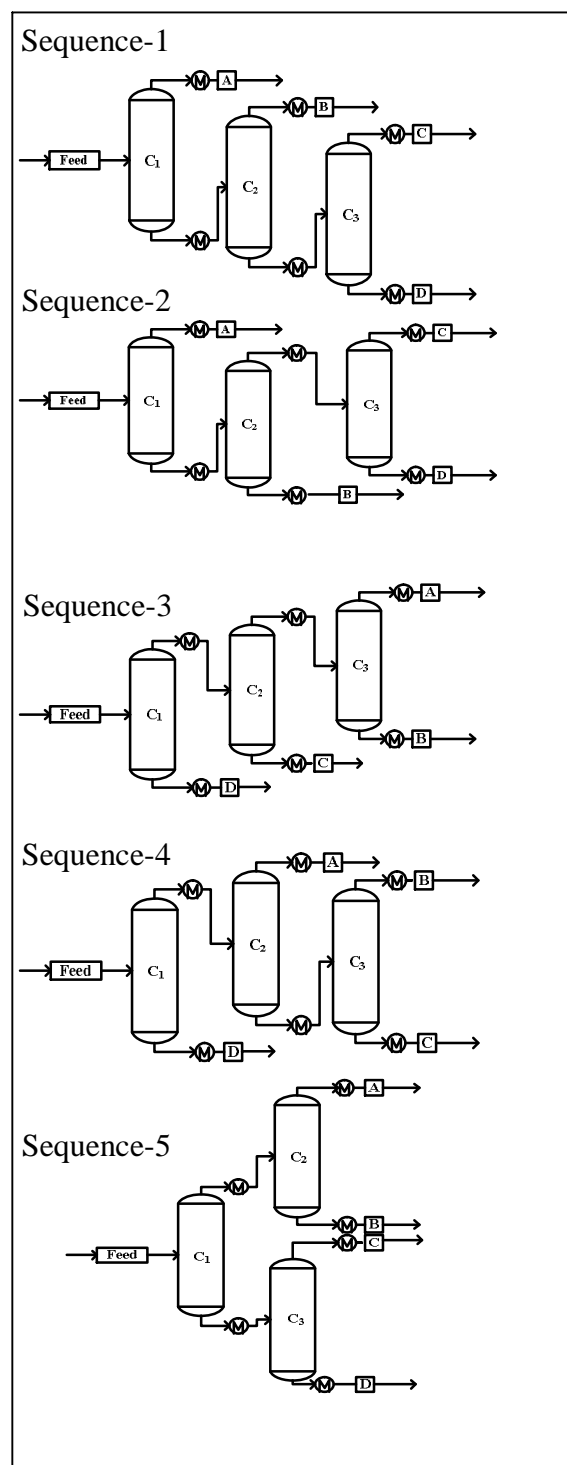 Sequence-1
M A
M B
M C
Feed C₁
C₂
C₃
M M
M D
Sequence-2
M A M M C
Feed C₁ C₂ C₃
M M D
M B
Sequence-3
M A
M M
Feed C₁ C₂ C₃
M B
M C
M D
Sequence-4
M A
M M B
Feed C₁ C₂ C₃
M D M M C
Sequence-5
M A
C₂
M
M B
M C
Feed C₁
C₃
M
M D